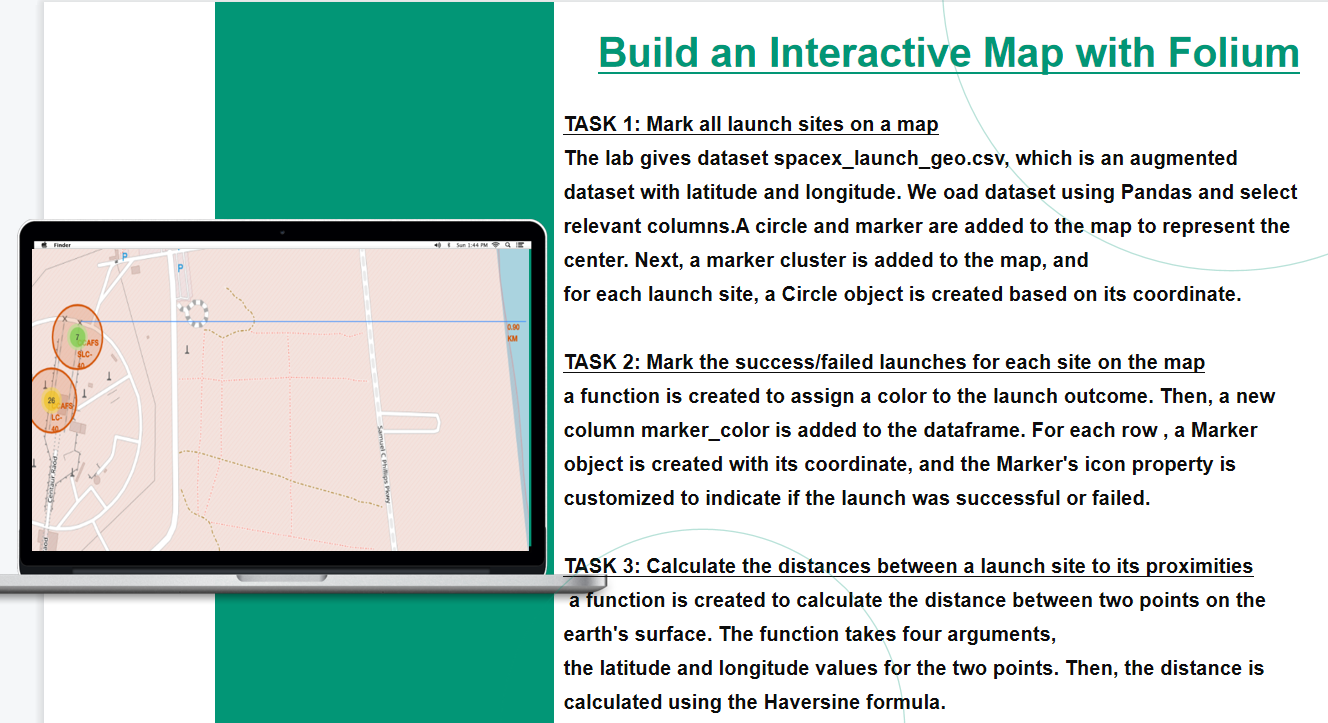 Build an Interactive Map with Folium
TASK 1: Mark all launch sites on a map
The lab gives dataset spacex_launch_geo.csv, which is an augmented
dataset with latitude and longitude. We oad dataset using Pandas and select
relevant columns.A circle and marker are added to the map to represent the
center. Next, a marker cluster is added to the map, and
for each launch site, a Circle object is created based on its coordinate.
TASK 2: Mark the success/failed launches for each site on the map
a function is created to assign a color to the launch outcome. Then, a new
column marker_color is added to the dataframe. For each row , a Marker
object is created with its coordinate, and the Marker's icon property is
customized to indicate if the launch was successful or failed.
TASK 3: Calculate the distances between a launch site to its proximities
a function is created to calculate the distance between two points on the
earth's surface. The function takes four arguments,
the latitude and longitude values for the two points. Then, the distance is
calculated using the Haversine formula.
Finder
Sun 1:44 PM
P
P
0.90
KM
7
AFS
SLC-
26
AFS
LC-
40
Samuel C Phillips Pkwy
Centaur Road